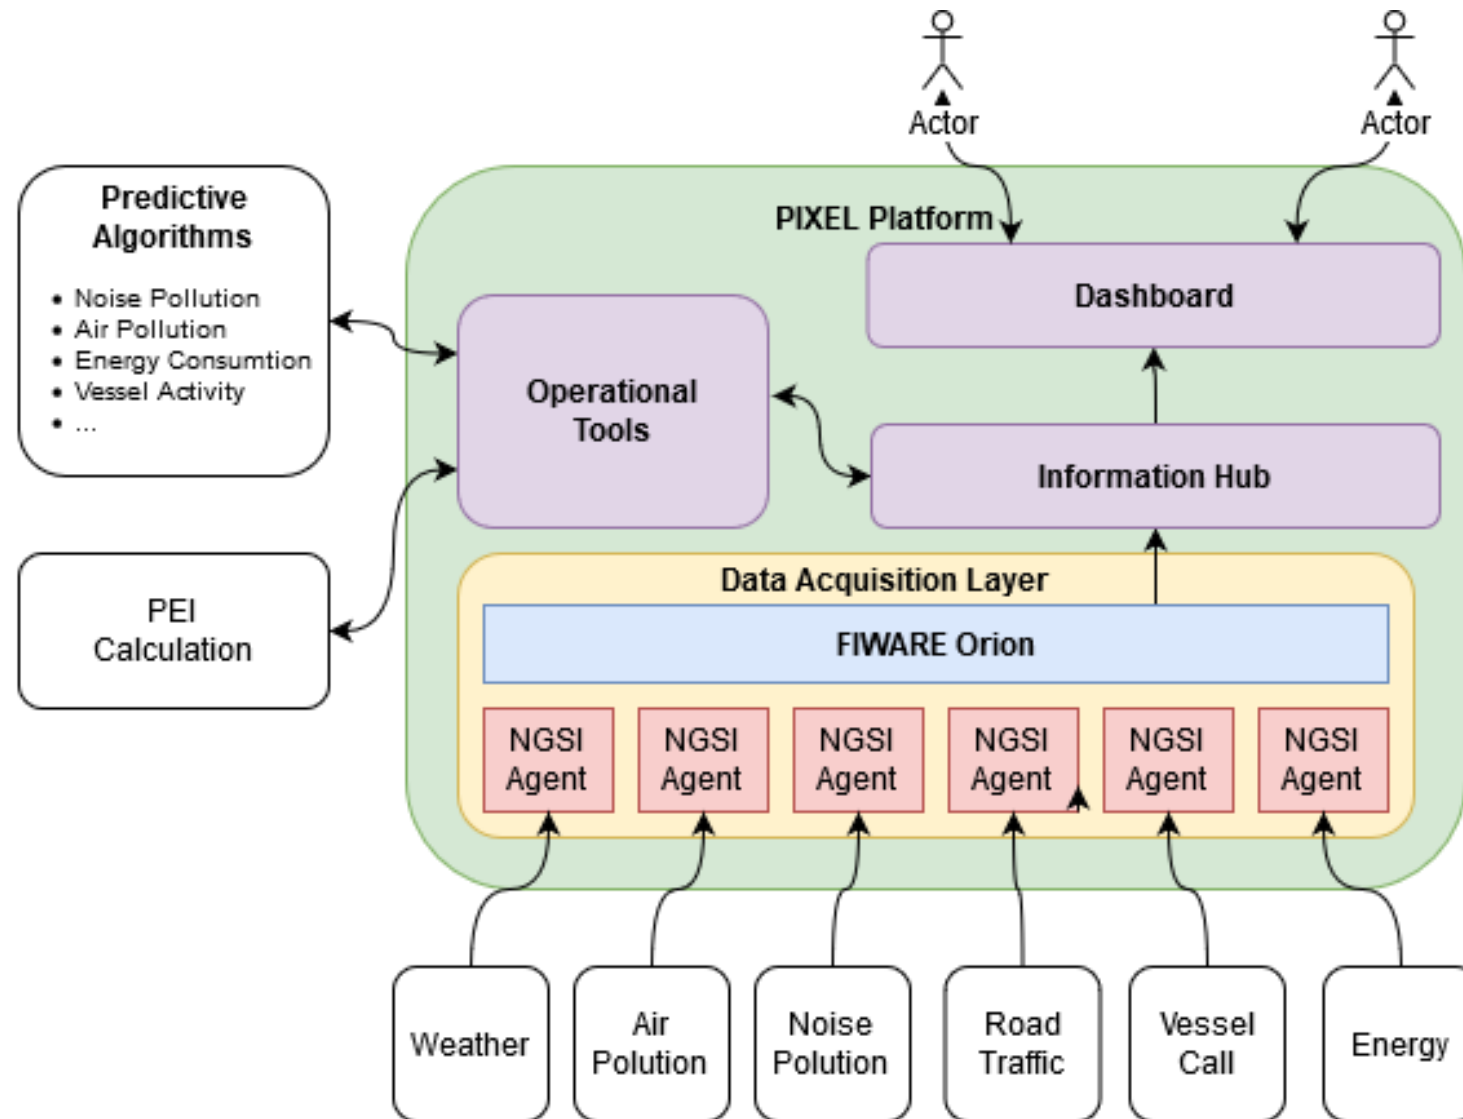 Actor
Actor
Predictive
Algorithms
• Noise Pollution
• Air Pollution
• Energy Consumtion
• Vessel Activity
• ...
PIXEL Platform
Dashboard
Operational
Tools
Information Hub
PEI
Calculation
Data Acquisition Layer
FIWARE Orion
NGSI
Agent
NGSI
Agent
NGSI
Agent
NGSI
Agent
NGSI
Agent
NGSI
Agent
Weather
Air
Polution
Noise
Polution
Road
Traffic
Vessel
Call
Energy